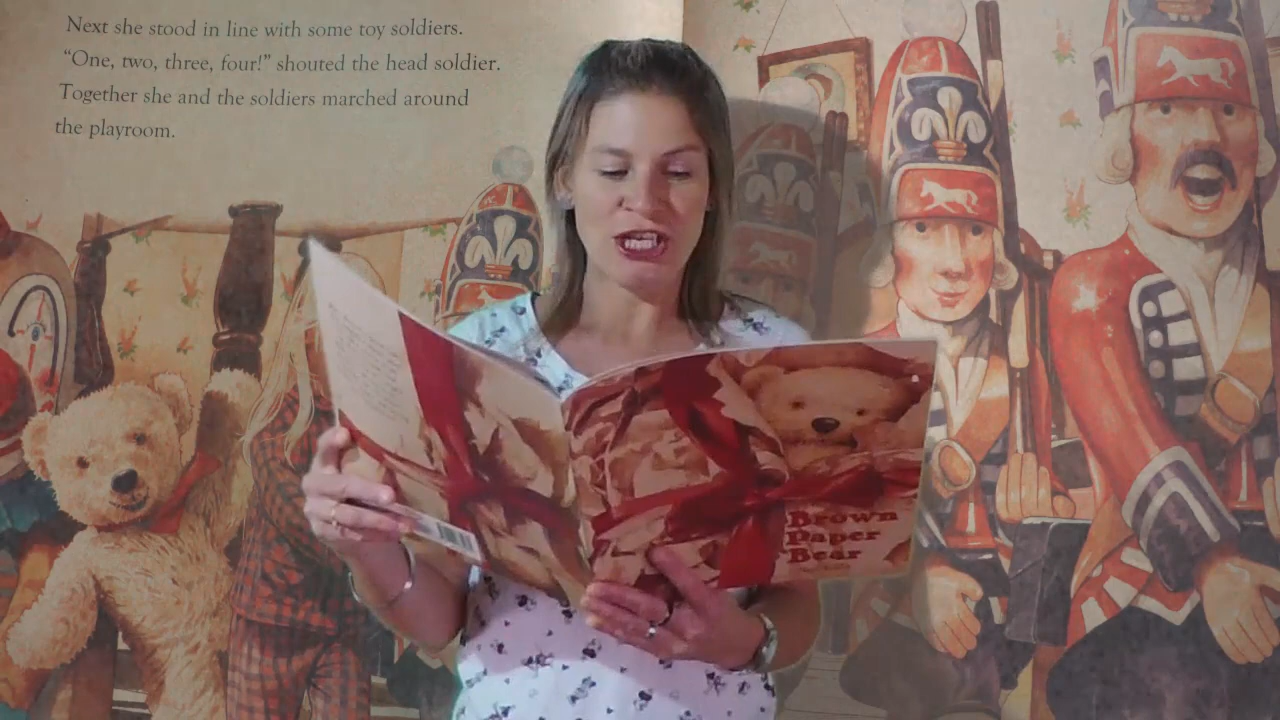 Next she stood in line with some toy soldiers.
“One, two, three, four!” shouted the head soldier.
Together she and the soldiers marched around
the playroom.
Brown
Paper
Bear